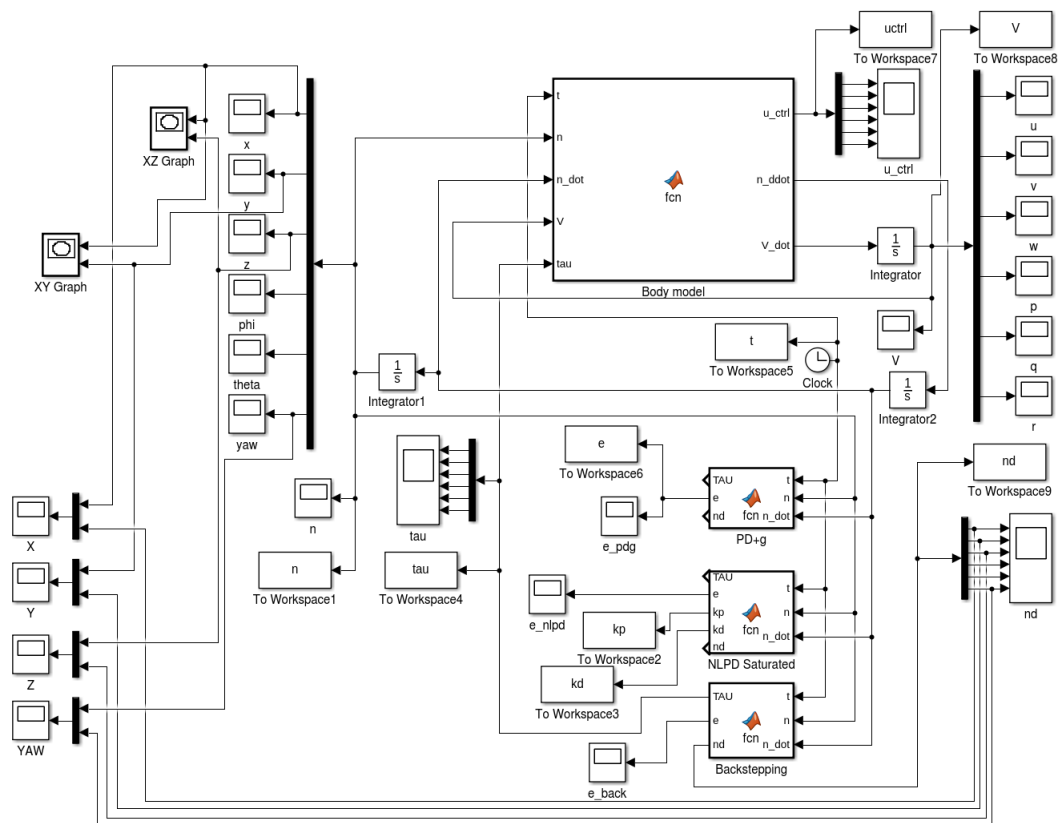 uctrl
To Workspace7
V
To Workspace8
XZ Graph
x
y
z
phi
theta
yaw
XY Graph
t
n
n_dot
V
tau
fcn
u_ctrl
n_ddot
V_dot
Body model
u_ctrl
1
s
Integrator
V
u
v
w
p
q
r
t
To Workspace5
Clock
1
s
Integrator1
1
s
Integrator2
e
To Workspace6
nd
To Workspace9
tau
n
e_pdg
TAU
e
nd
fcn
t
n
n_dot
PD+g
n
To Workspace1
tau
To Workspace4
e_nlpd
kp
To Workspace2
kd
To Workspace3
TAU
e
kp
kd
nd
fcn
t
n
n_dot
NLPD Saturated
nd
X
Y
Z
YAW
TAU
e
nd
fcn
t
n
n_dot
Backstepping
e_back